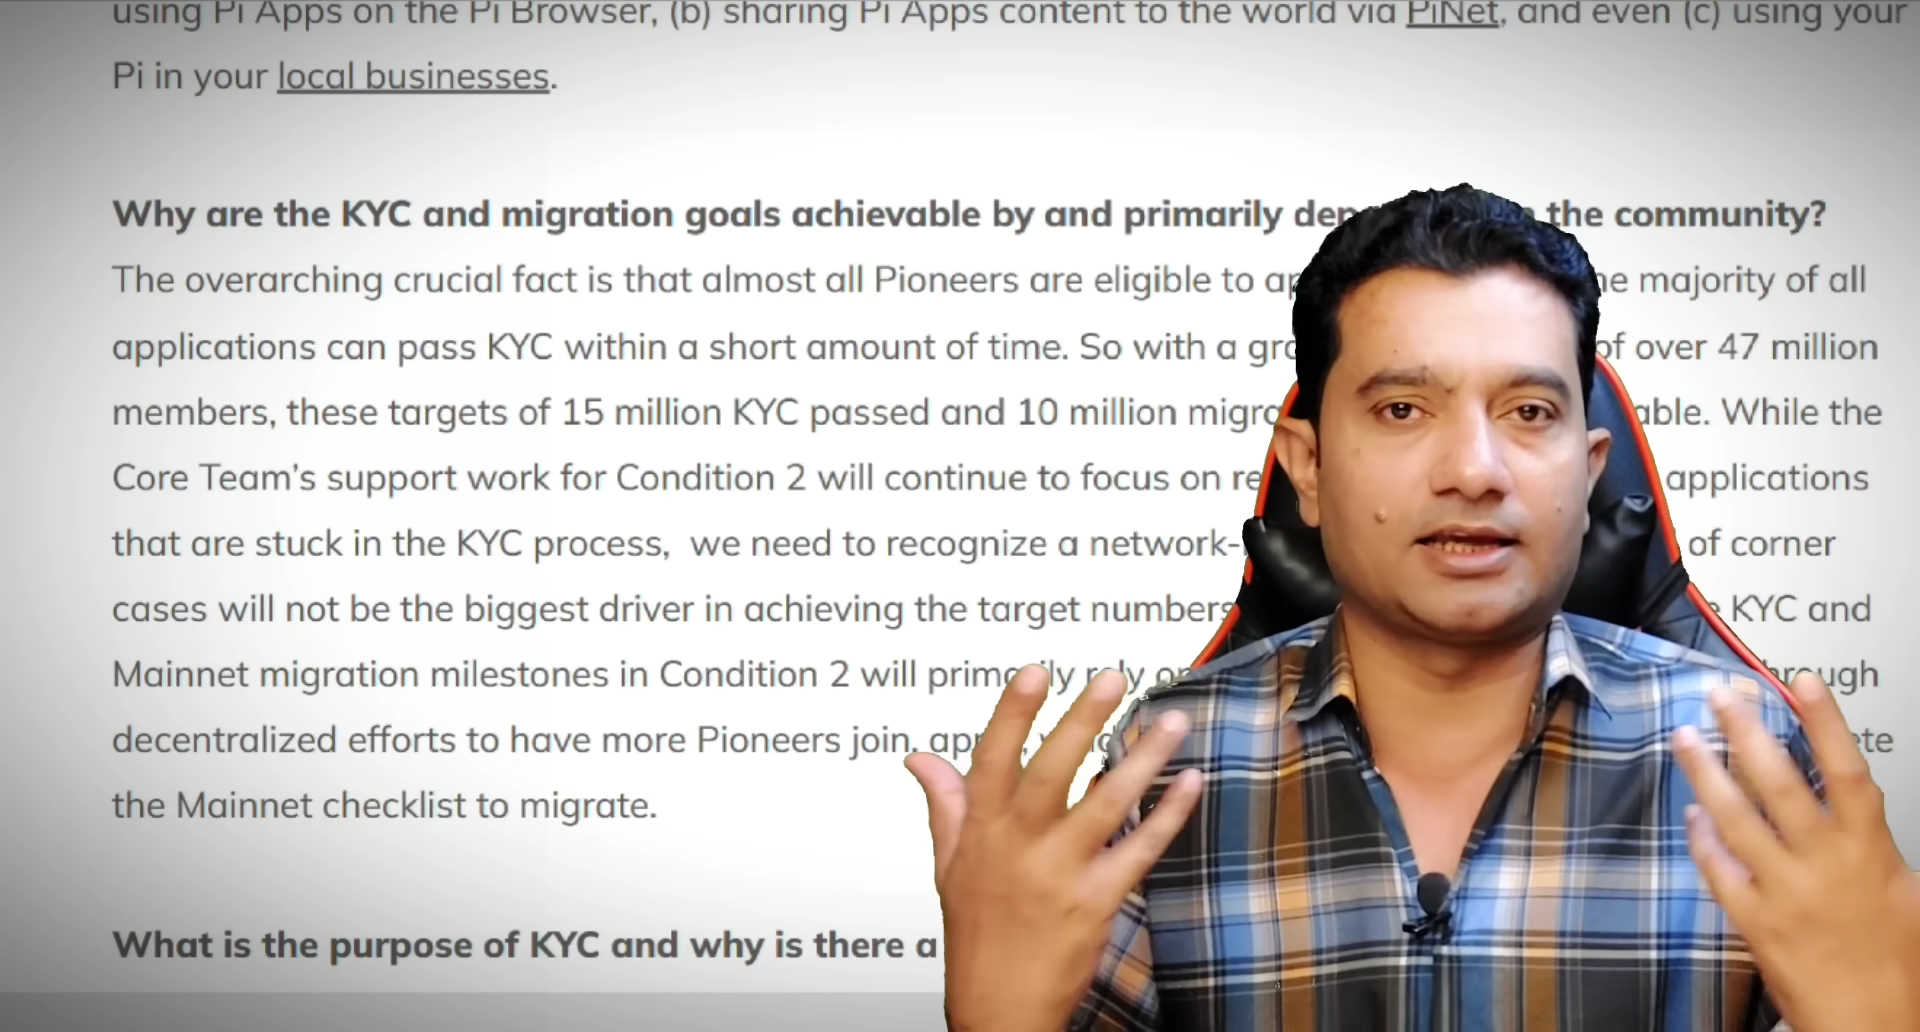 using Pi Apps on the Pi Browser, (b) sharing Pi Apps content to the world via PiNet, and even (c) using your
Pi in your local businesses.
Why are the KYC and migration goals achievable by and primarily the community?
The overarching crucial fact is that almost all Pioneers are eligible to majority of all
applications can pass KYC within a short amount of time. So with a of over 47 million
members, these targets of 15 million KYC passed and 10 million While the
Core Team's support work for Condition 2 will continue to focus on applications
that are stuck in the KYC process, we need to recognize a network- of corner
cases will not be the biggest driver in achieving the target numbers KYC and
Mainnet migration milestones in Condition 2 will primarily rely on through
decentralized efforts to have more Pioneers join,
the Mainnet checklist to migrate.
What is the purpose of KYC and why is there a